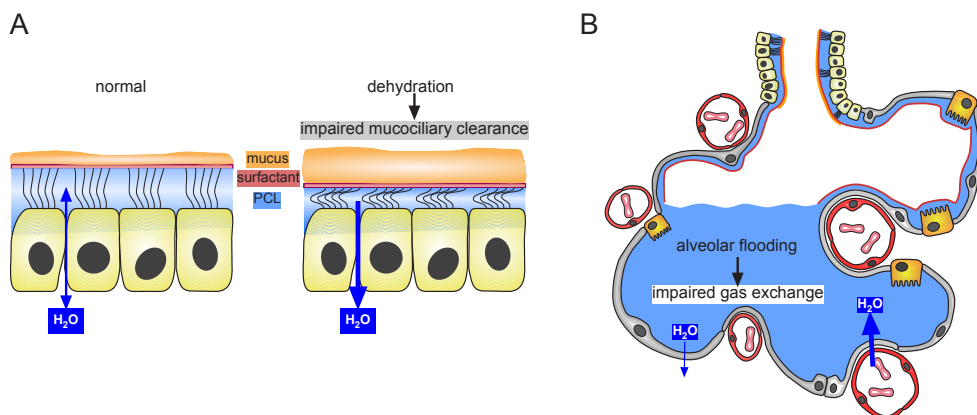 A
normal
dehydration
impaired mucociliary clearance
mucus
surfactant
PCL
H₂O
H₂O
B
alveolar flooding
impaired gas exchange
H₂O
H₂O